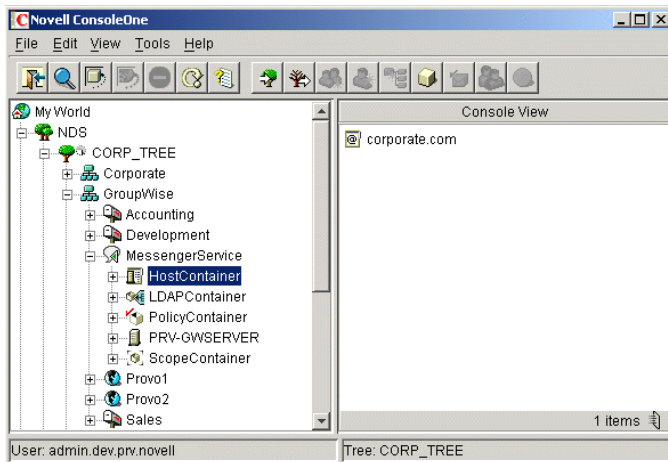 Novell ConsoleOne
File Edit View Tools Help
My World
NDS
CORP_TREE
Corporate
GroupWise
Accounting
Development
MessengerService
HostContainer
LDAPContainer
PolicyContainer
PRV-GWSERVER
ScopeContainer
Provo1
Provo2
Sales
Console View
corporate.com
1 items
User: admin.dev.prv.novell
Tree: CORP_TREE